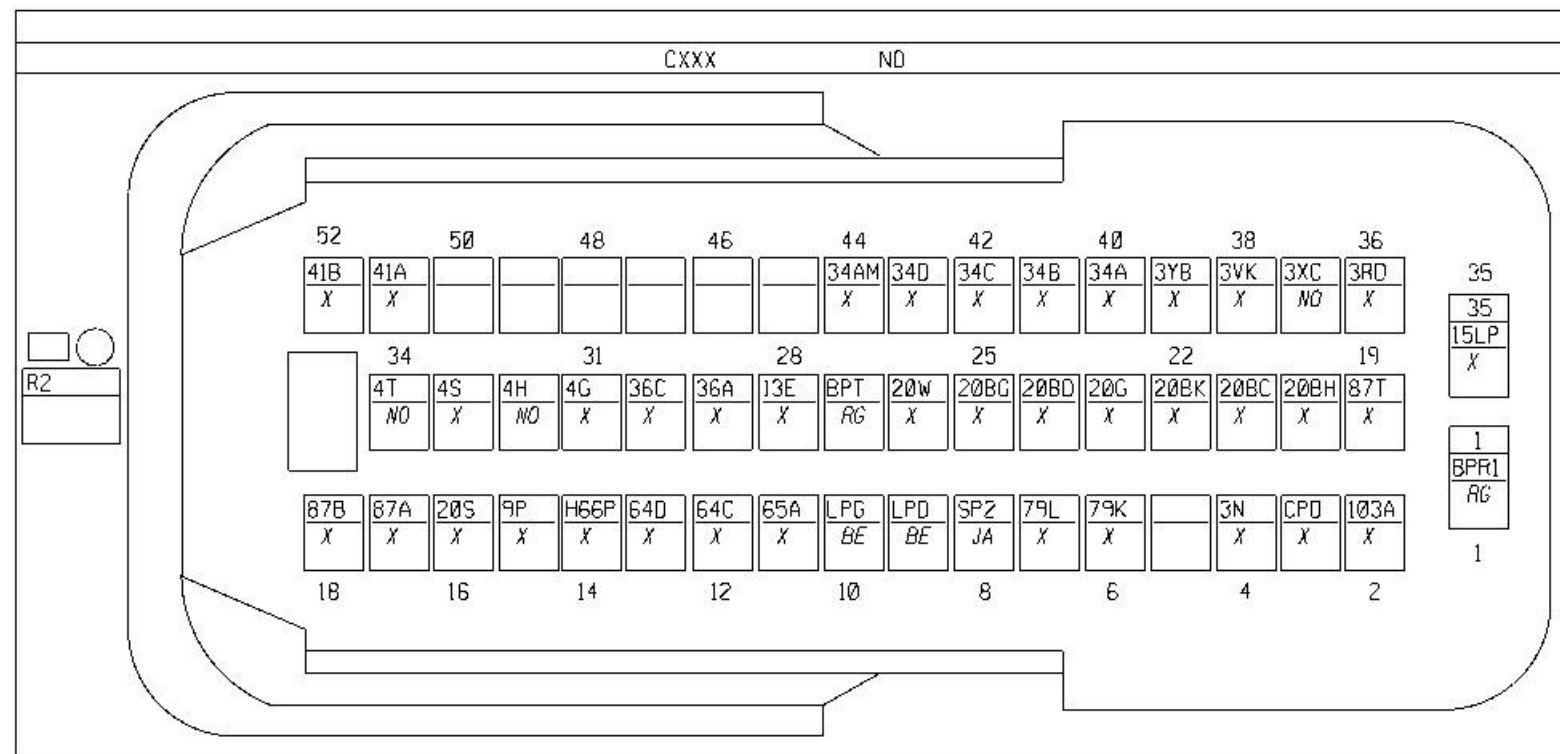 CXXX NO
52 50 48 46 44 42 40 38 36 35
41B 41A 34AM 34D 34C 34B 34A 3YB 3VK 3XC 3RD 35
X X X X X X X X X NO X 15LP
X
34 31 28 25 22 19
R2 4T 4S 4H 4G 36C 36A 13E BPT 20W 20BG 20BD 20G 20BK 20BC 20BH 87T
NO X NO X X X X RG X X X X X X X X
1
BPR1
RG
87B 87A 20S 9P H66P 64D 64C 65A LPG LPD SP2 79L 79K 3N CPD 103A
X X X X X X X X BE BE JA X X X X X
1
18 16 14 12 10 8 6 4 2